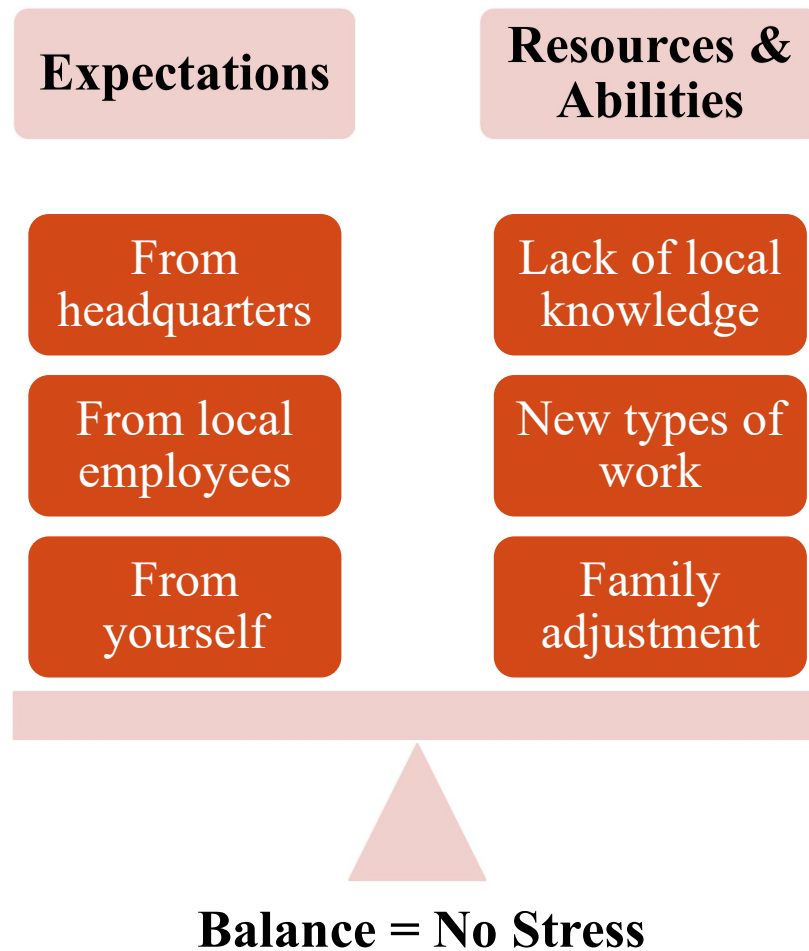 Expectations
Resources &
Abilities
From
headquarters
Lack of local
knowledge
From local
employees
New types of
work
From
yourself
Family
adjustment
Balance = No Stress